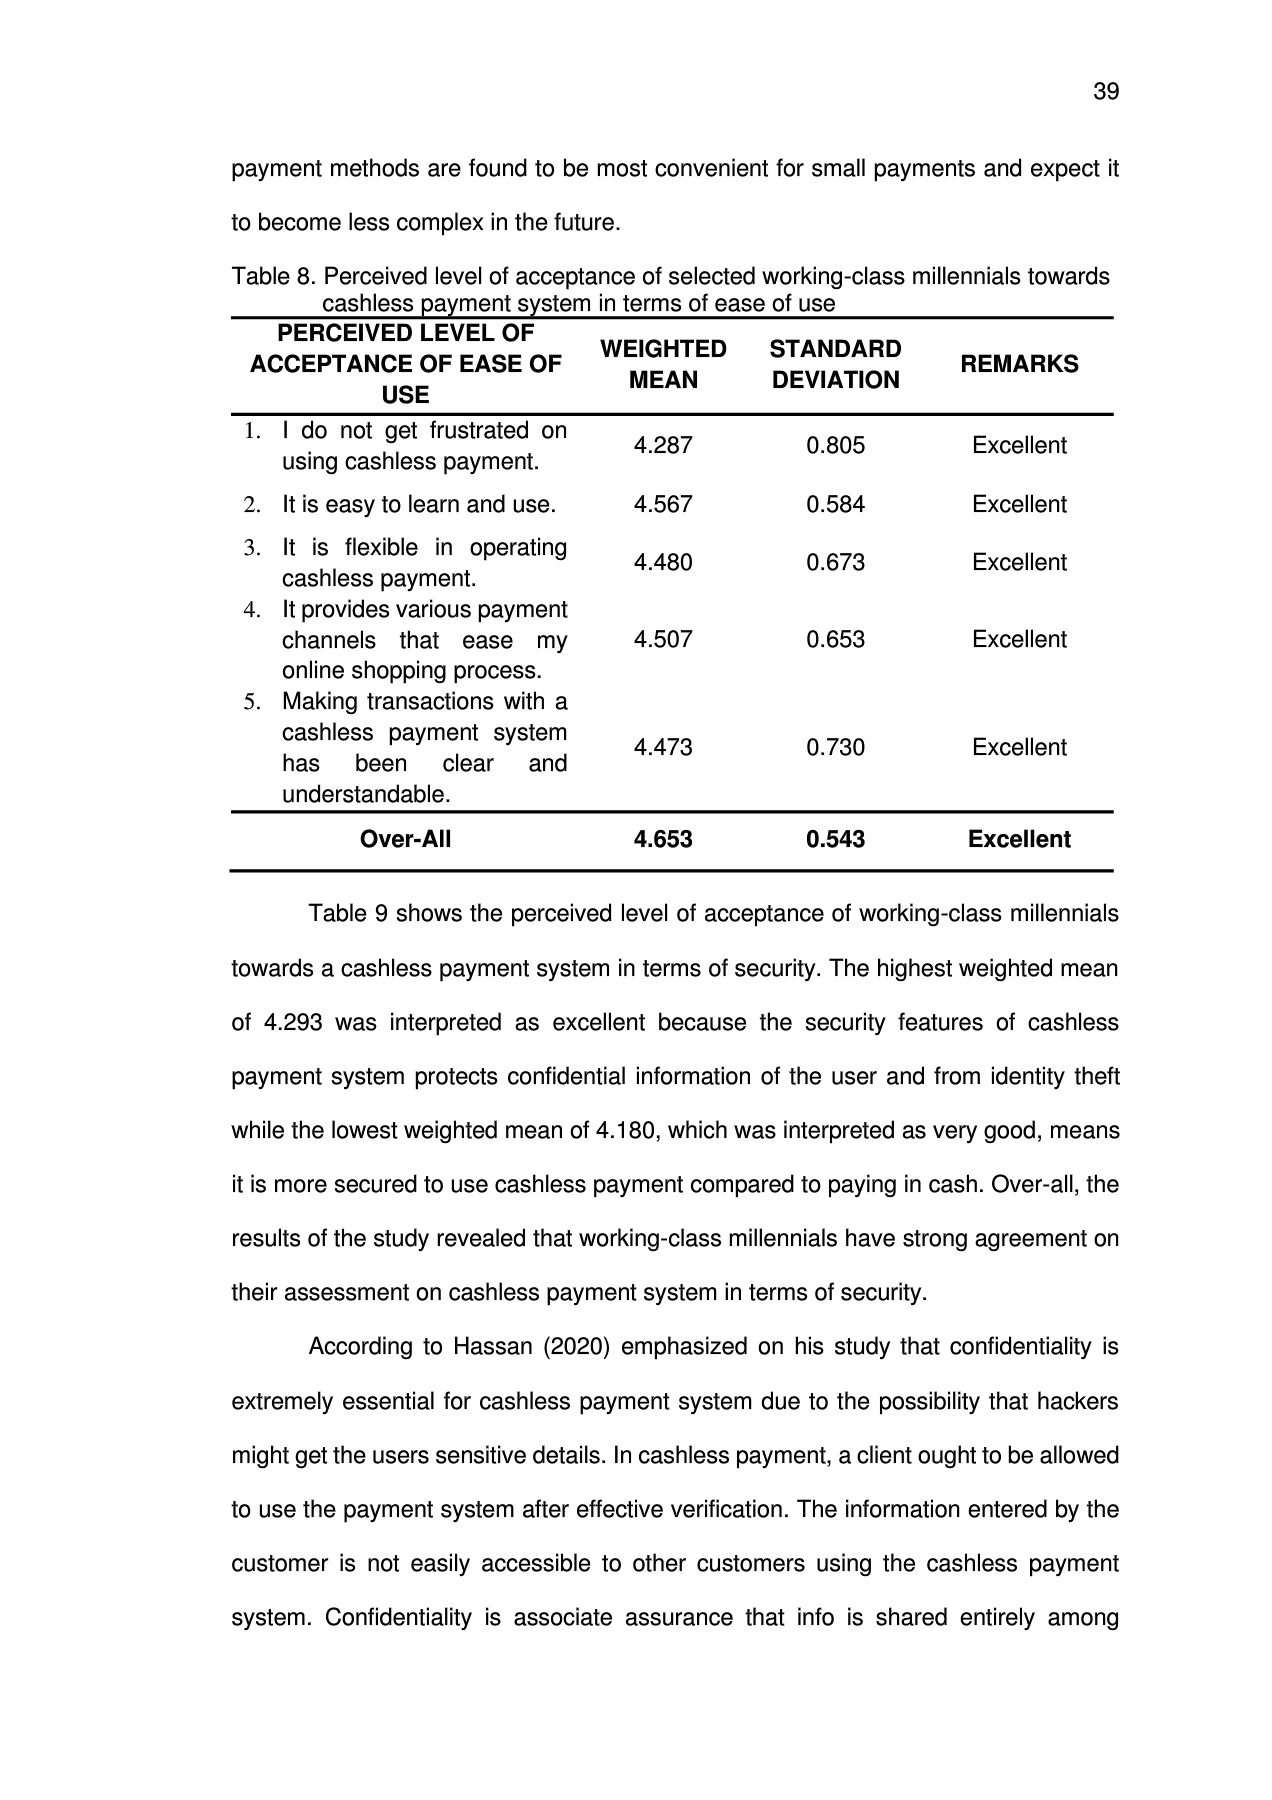 39
payment methods are found to be most convenient for small payments and expect it
to become less complex in the future.
Table 8. Perceived level of acceptance of selected working-class millennials towards
cashless payment system in terms of ease of use
PERCEIVED LEVEL OF
ACCEPTANCE OF EASE OF
USE
WEIGHTED
MEAN
STANDARD
DEVIATION
REMARKS
1. I do not get frustrated on
using cashless payment.
4.287 0.805 Excellent
2. It is easy to learn and use. 4.567 0.584 Excellent
3. It is flexible in operating
cashless payment.
4.480 0.673 Excellent
4. It provides various payment
channels that ease my
online shopping process.
4.507 0.653 Excellent
5. Making transactions with a
cashless payment system
has been clear and
understandable.
4.473 0.730 Excellent
Over-All 4.653 0.543 Excellent
Table 9 shows the perceived level of acceptance of working-class millennials
towards a cashless payment system in terms of security. The highest weighted mean
of 4.293 was interpreted as excellent because the security features of cashless
payment system protects confidential information of the user and from identity theft
while the lowest weighted mean of 4.180, which was interpreted as very good, means
it is more secured to use cashless payment compared to paying in cash. Over-all, the
results of the study revealed that working-class millennials have strong agreement on
their assessment on cashless payment system in terms of security.
According to Hassan (2020) emphasized on his study that confidentiality is
extremely essential for cashless payment system due to the possibility that hackers
might get the users sensitive details. In cashless payment, a client ought to be allowed
to use the payment system after effective verification. The information entered by the
customer is not easily accessible to other customers using the cashless payment
system. Confidentiality is associate assurance that info is shared entirely among